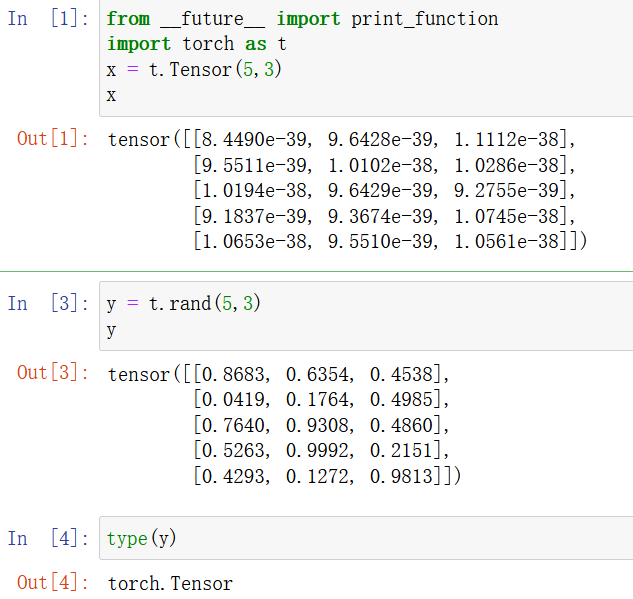 In [1]: from __future__ import print_function
import torch as t
x = t.Tensor(5,3)
x
Out[1]: tensor([[8.4490e-39, 9.6428e-39, 1.1112e-38],
[9.5511e-39, 1.0102e-38, 1.0286e-38],
[1.0194e-38, 9.6429e-39, 9.2755e-39],
[9.1837e-39, 9.3674e-39, 1.0745e-38],
[1.0653e-38, 9.5510e-39, 1.0561e-38]])
In [3]: y = t.rand(5,3)
y
Out[3]: tensor([[0.8683, 0.6354, 0.4538],
[0.0419, 0.1764, 0.4985],
[0.7640, 0.9308, 0.4860],
[0.5263, 0.9992, 0.2151],
[0.4293, 0.1272, 0.9813]])
In [4]: type(y)
Out[4]: torch.Tensor